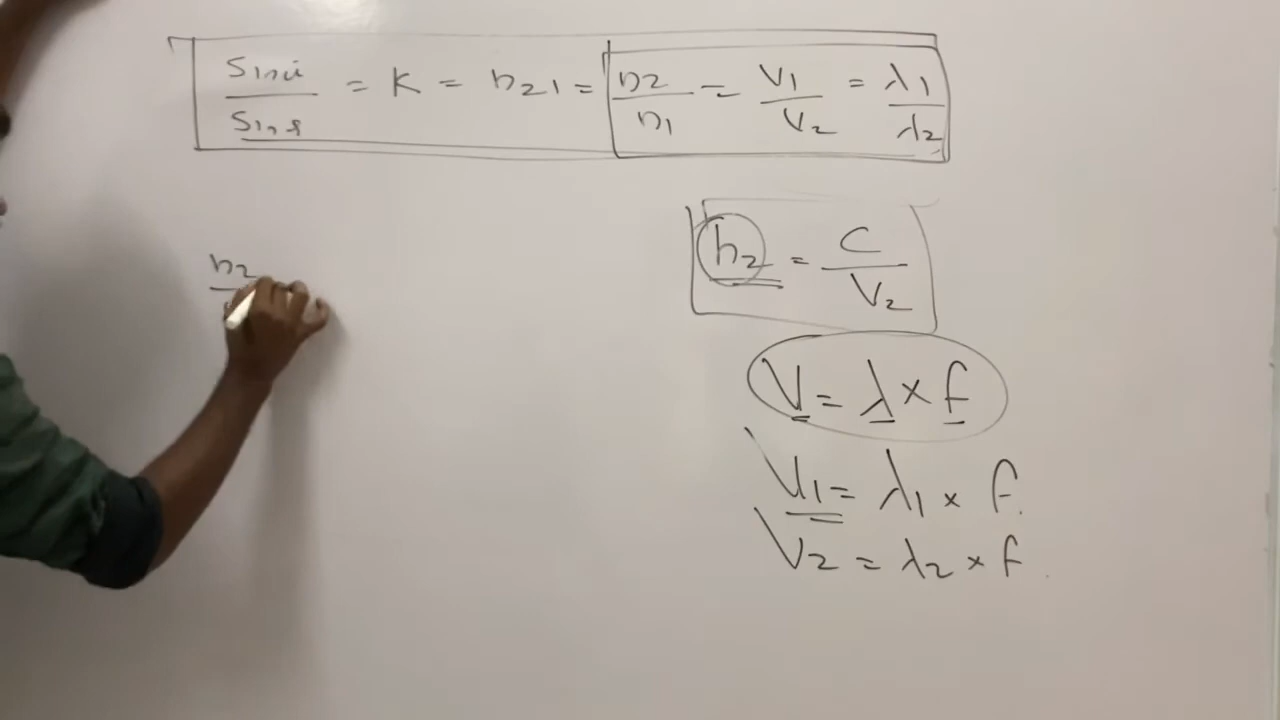 sin i / sin r = K = n21 = n2 / n1 = V1 / V2 = λ1 / λ2
n2 = C / V2
V = λ × f
n2
V1 = λ1 × f.
V2 = λ2 × f